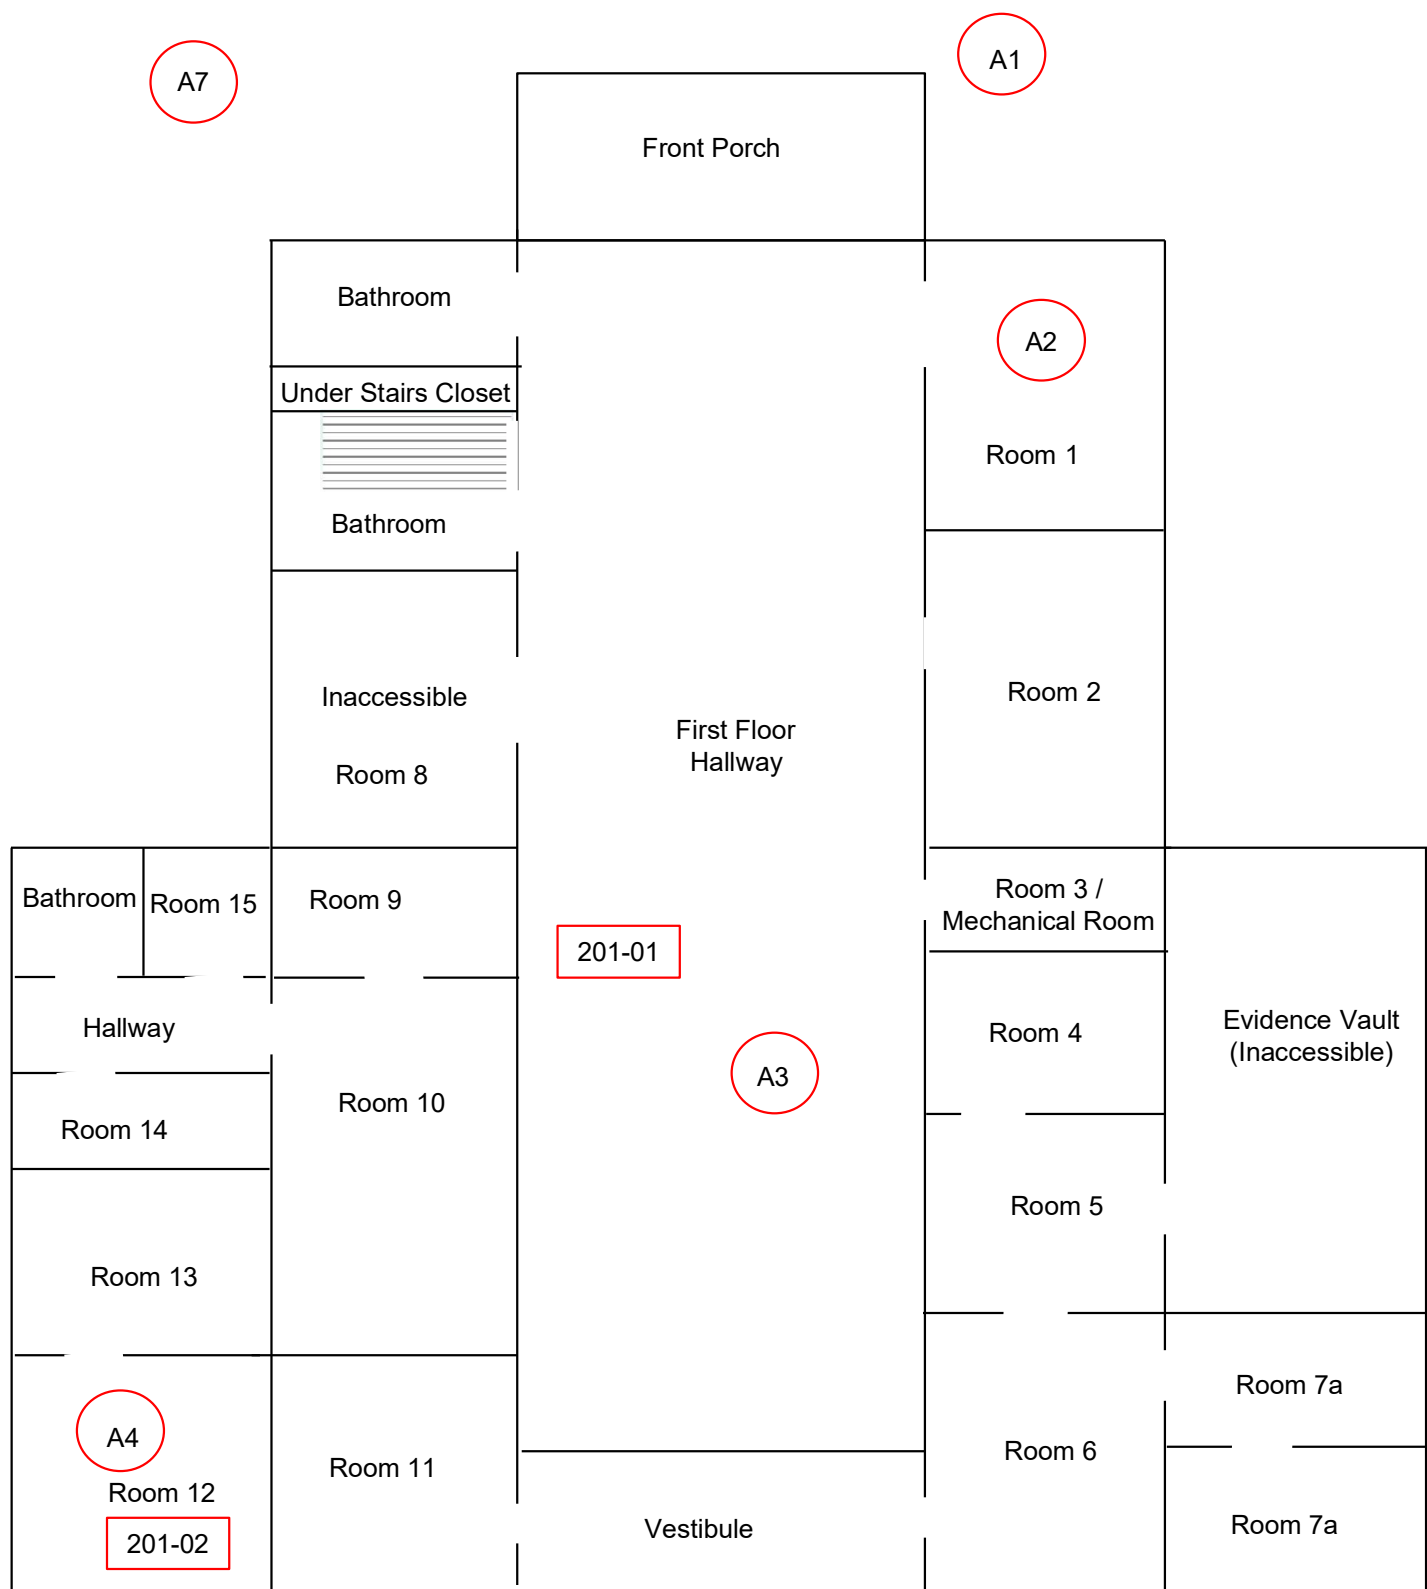 A7
A1
Front Porch
Bathroom
A2
Under Stairs Closet
Room 1
Bathroom
Inaccessible
Room 2
First Floor
Hallway
Room 8
Bathroom
Room 15
Room 9
Room 3 /
Mechanical Room
201-01
Hallway
Room 4
Evidence Vault
(Inaccessible)
A3
Room 10
Room 14
Room 5
Room 13
Room 7a
A4
Room 6
Room 11
Room 12
Vestibule
Room 7a
201-02